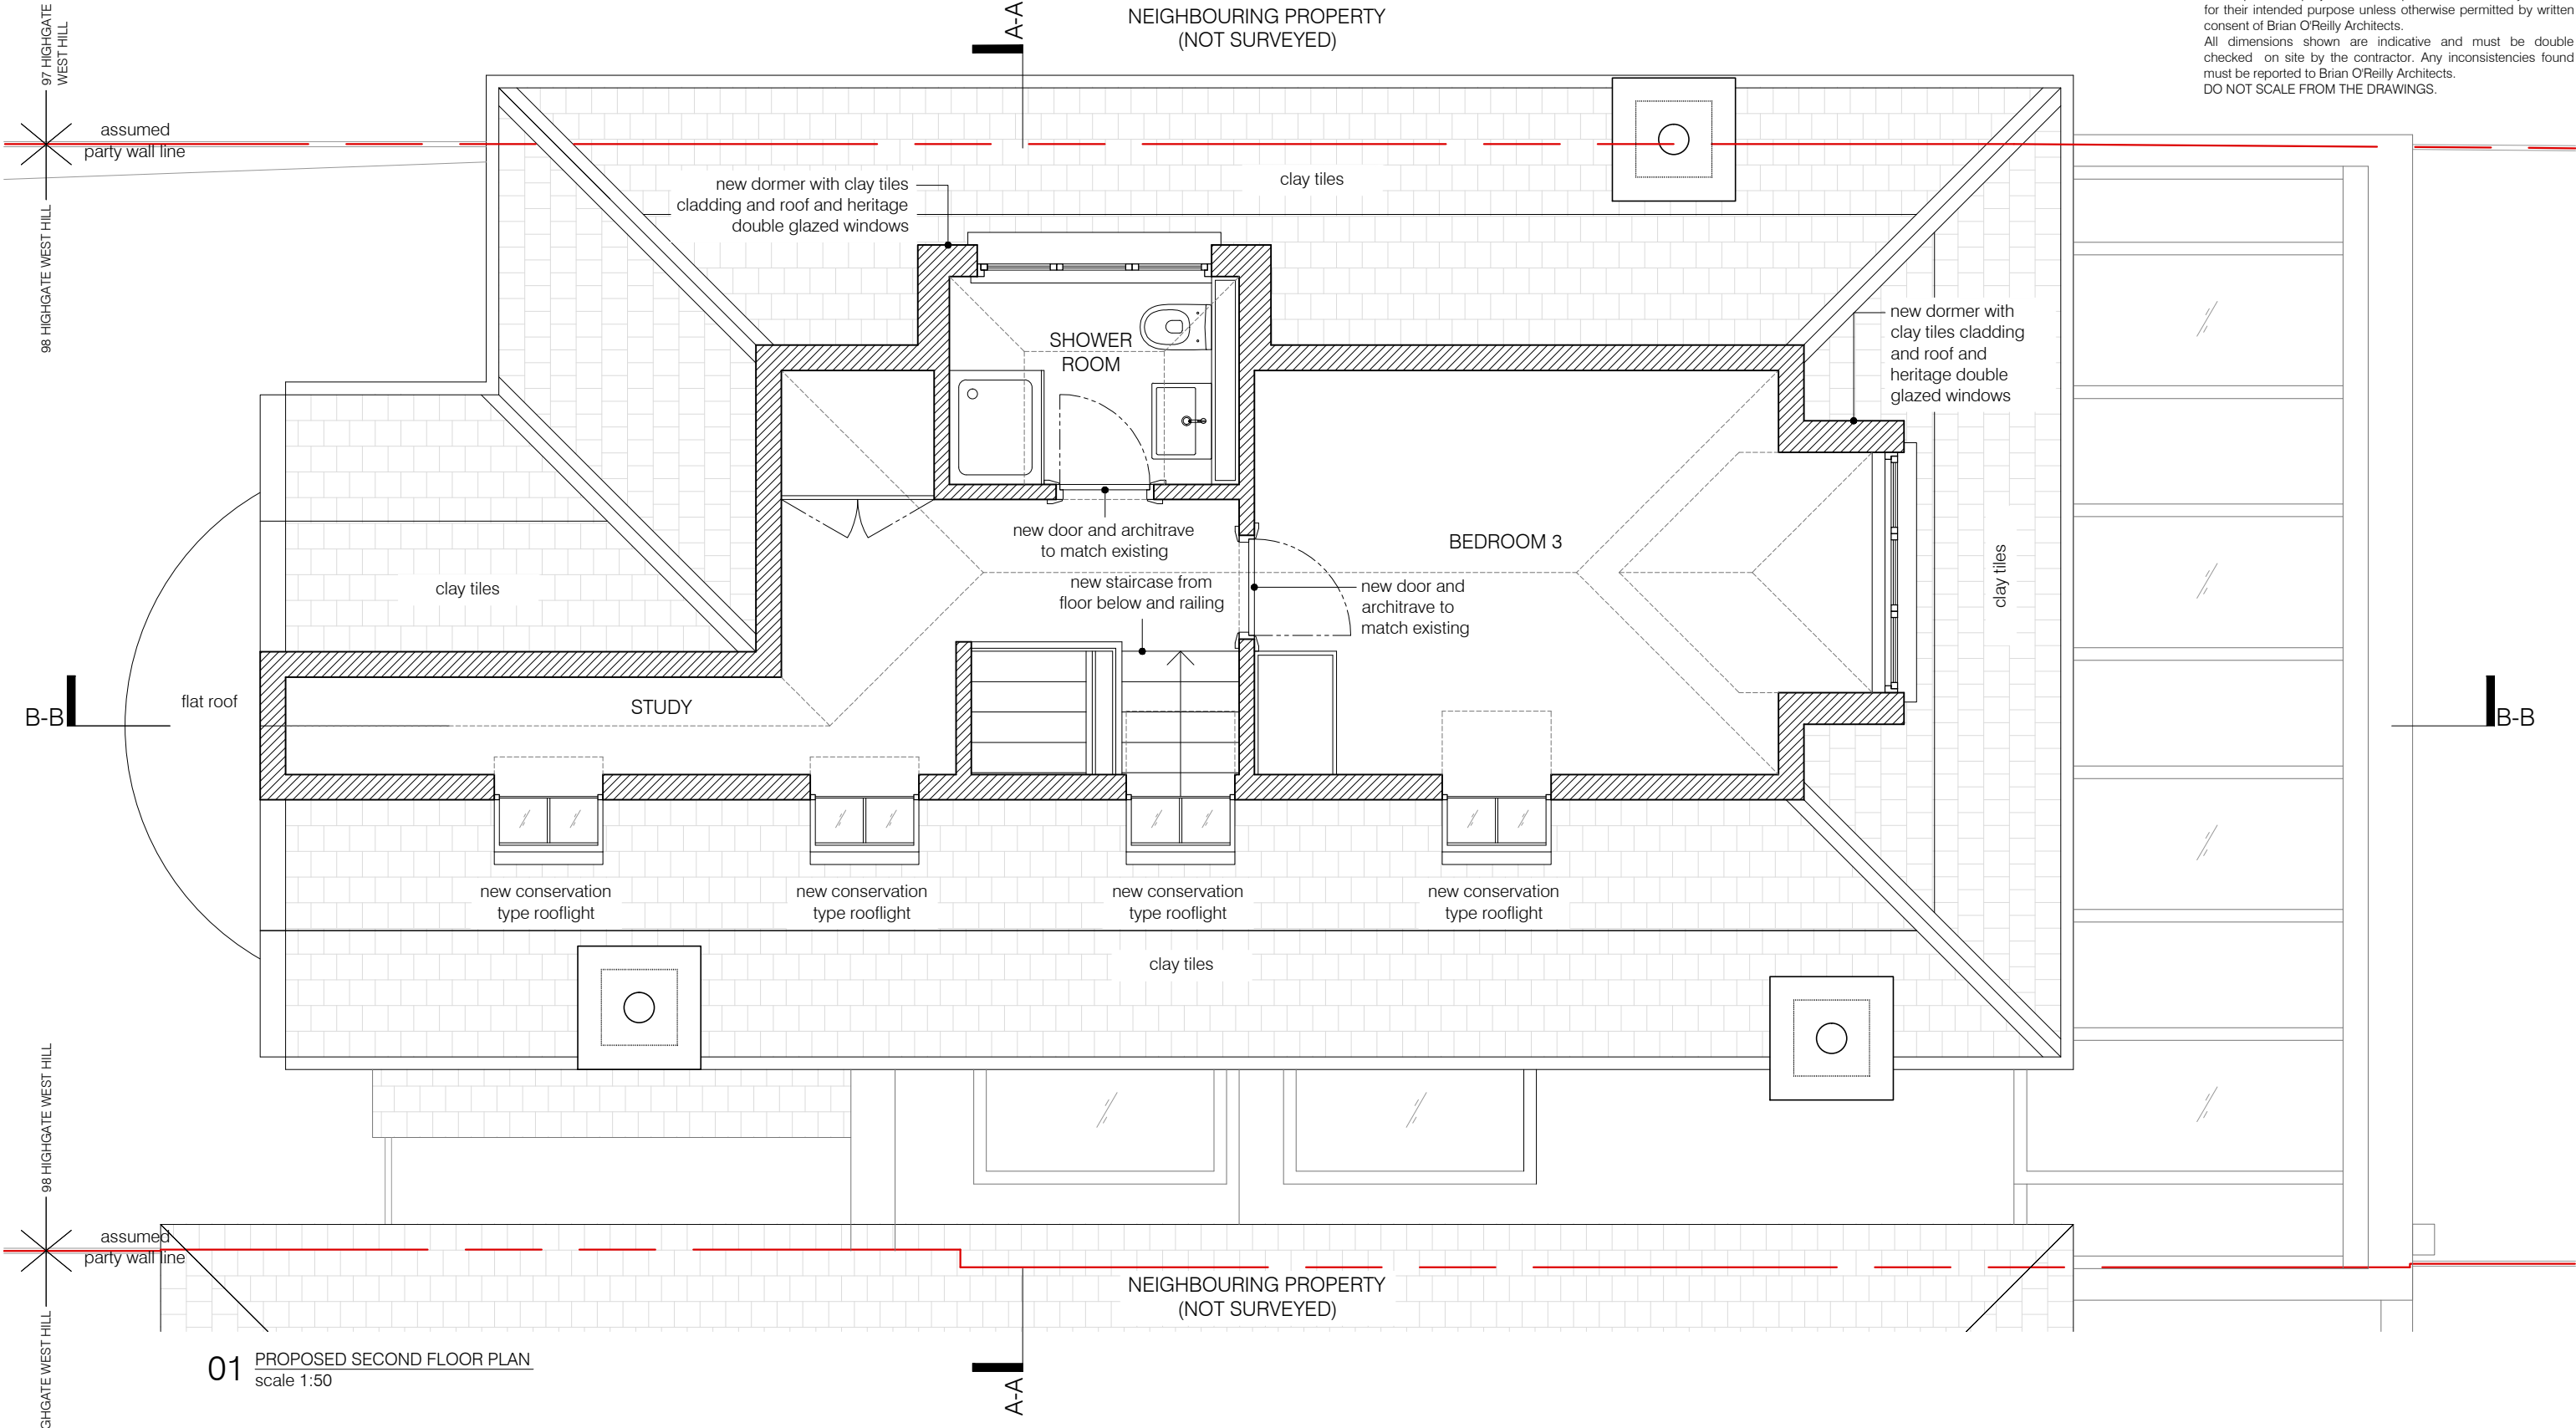 97 HIGHGATE
WEST HILL
A-A
NEIGHBOURING PROPERTY
(NOT SURVEYED)
for their intended purpose unless otherwise permitted by written
consent of Brian O'Reilly Architects.
All dimensions shown are indicative and must be double
checked on site by the contractor. Any inconsistencies found
must be reported to Brian O'Reilly Architects.
DO NOT SCALE FROM THE DRAWINGS.
assumed
party wall line
98 HIGHGATE WEST HILL
new dormer with clay tiles
cladding and roof and heritage
double glazed windows
clay tiles
new dormer with
clay tiles cladding
and roof and
heritage double
glazed windows
SHOWER
ROOM
new door and architrave
to match existing
BEDROOM 3
clay tiles
clay tiles
new staircase from
floor below and railing
new door and
architrave to
match existing
B-B
flat roof
STUDY
B-B
new conservation
type rooflight
new conservation
type rooflight
new conservation
type rooflight
new conservation
type rooflight
clay tiles
98 HIGHGATE WEST HILL
assumed
party wall line
NEIGHBOURING PROPERTY
(NOT SURVEYED)
GHGATE WEST HILL
01 PROPOSED SECOND FLOOR PLAN
scale 1:50
A-A